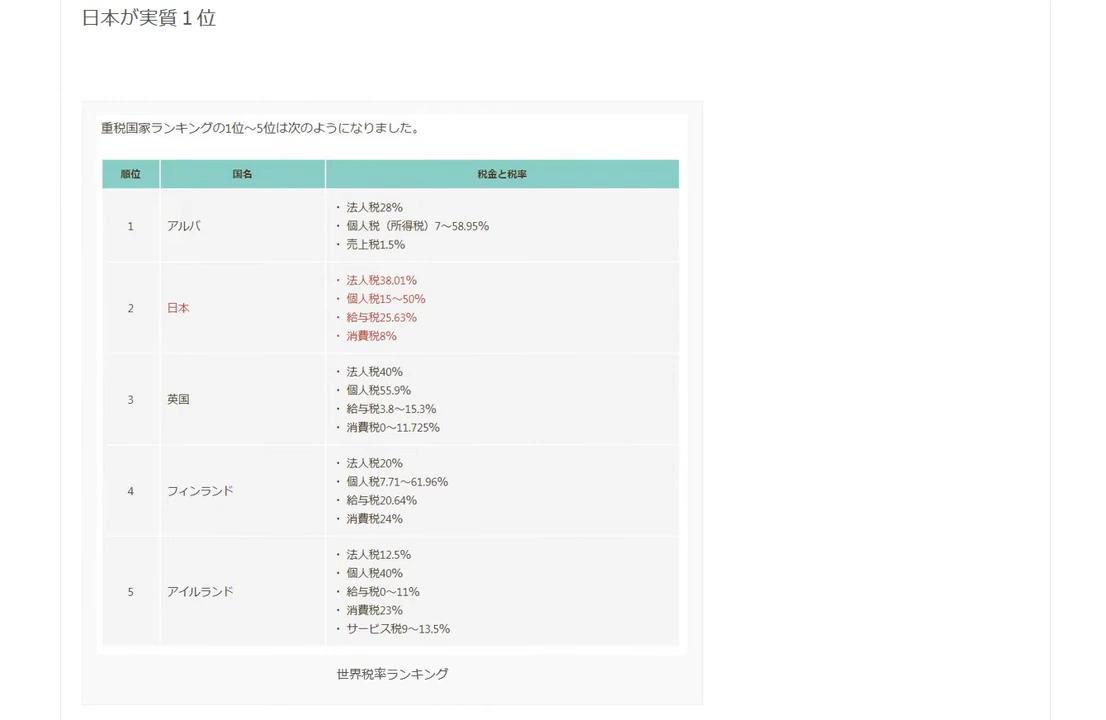 日本が実質１位
重税国家ランキングの1位～5位は次のようになりました。
順位 国名 税金と税率
1 アルバ
・ 法人税28%
・ 個人税（所得税）7～58.95%
・ 売上税1.5%
2 日本
・ 法人税38.01%
・ 個人税15～50%
・ 給与税25.63%
・ 消費税8%
3 英国
・ 法人税40%
・ 個人税55.9%
・ 給与税3.8～15.3%
・ 消費税0～11.725%
4 フィンランド
・ 法人税20%
・ 個人税7.71～61.96%
・ 給与税20.64%
・ 消費税24%
5 アイルランド
・ 法人税12.5%
・ 個人税40%
・ 給与税0～11%
・ 消費税23%
・ サービス税9～13.5%
世界税率ランキング